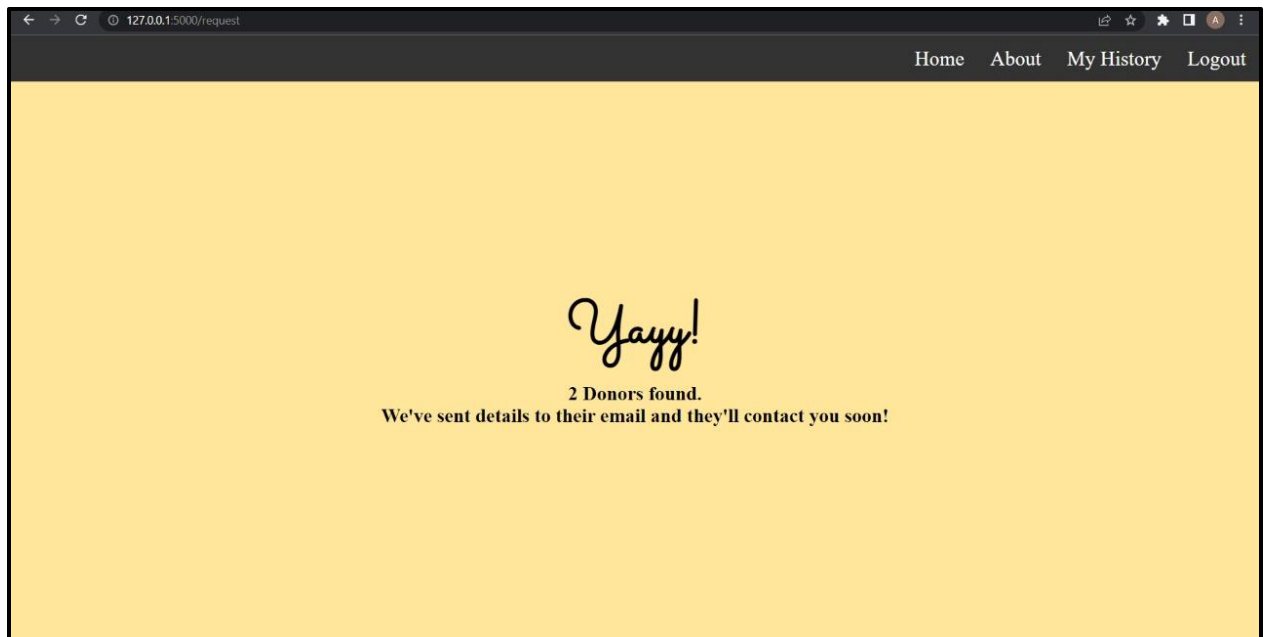 127.0.0.1:5000/request
A
Home About My History Logout
Yayy!
2 Donors found.
We've sent details to their email and they'll contact you soon!